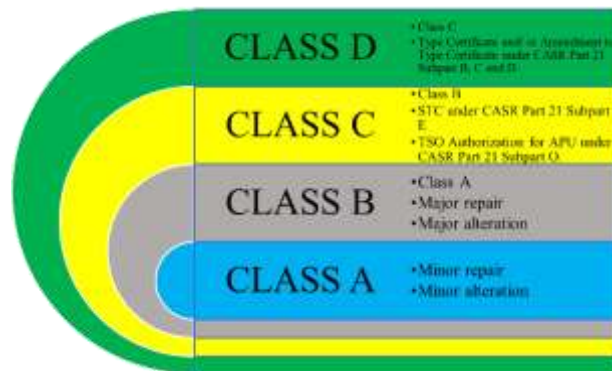 CLASS D
•Class C
•Type Certificate and/or Amendment to
Type Certificate under CASR Part 21
Subpart B, C and D.
CLASS C
•Class B
•STC under CASR Part 21 Subpart
E
•TSO Authorization for APU under
CASR Part 21 Subpart O.
CLASS B
•Class A
•Major repair
•Major alteration
CLASS A
•Minor repair
•Minor alteration